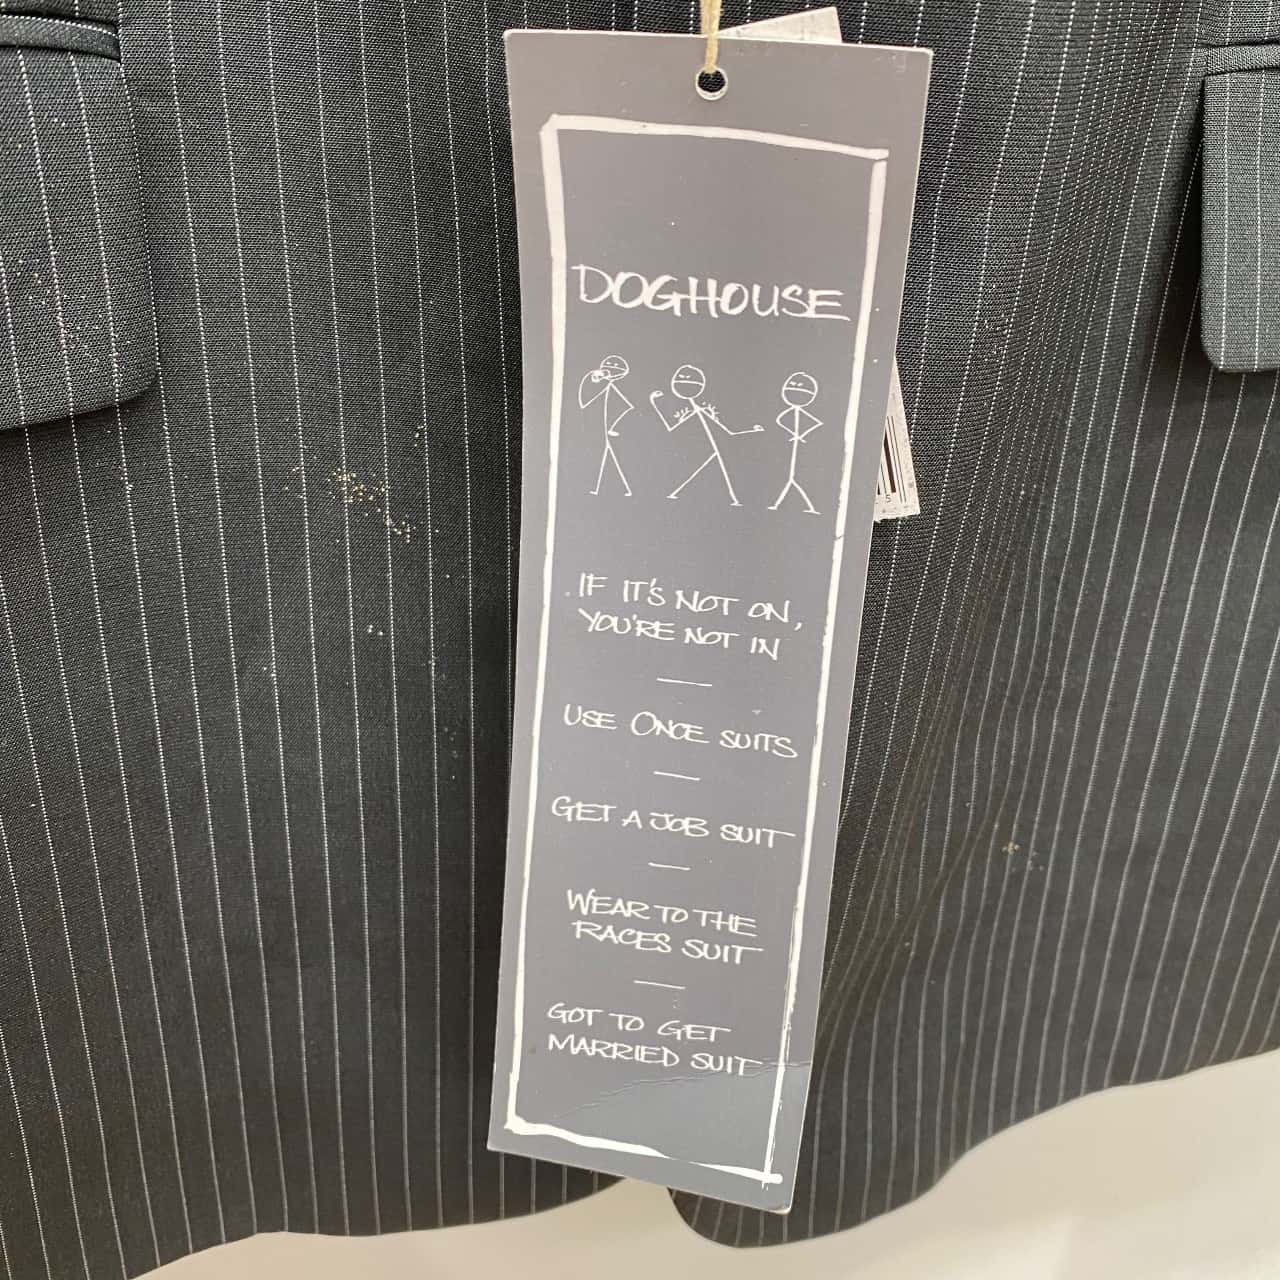 DOGHOUSE
IF IT'S NOT ON,
YOU'RE NOT IN
USE ONCE SUITS
GET A JOB SUIT
WEAR TO THE
RACES SUIT
GOT TO GET
MARRIED SUIT
5